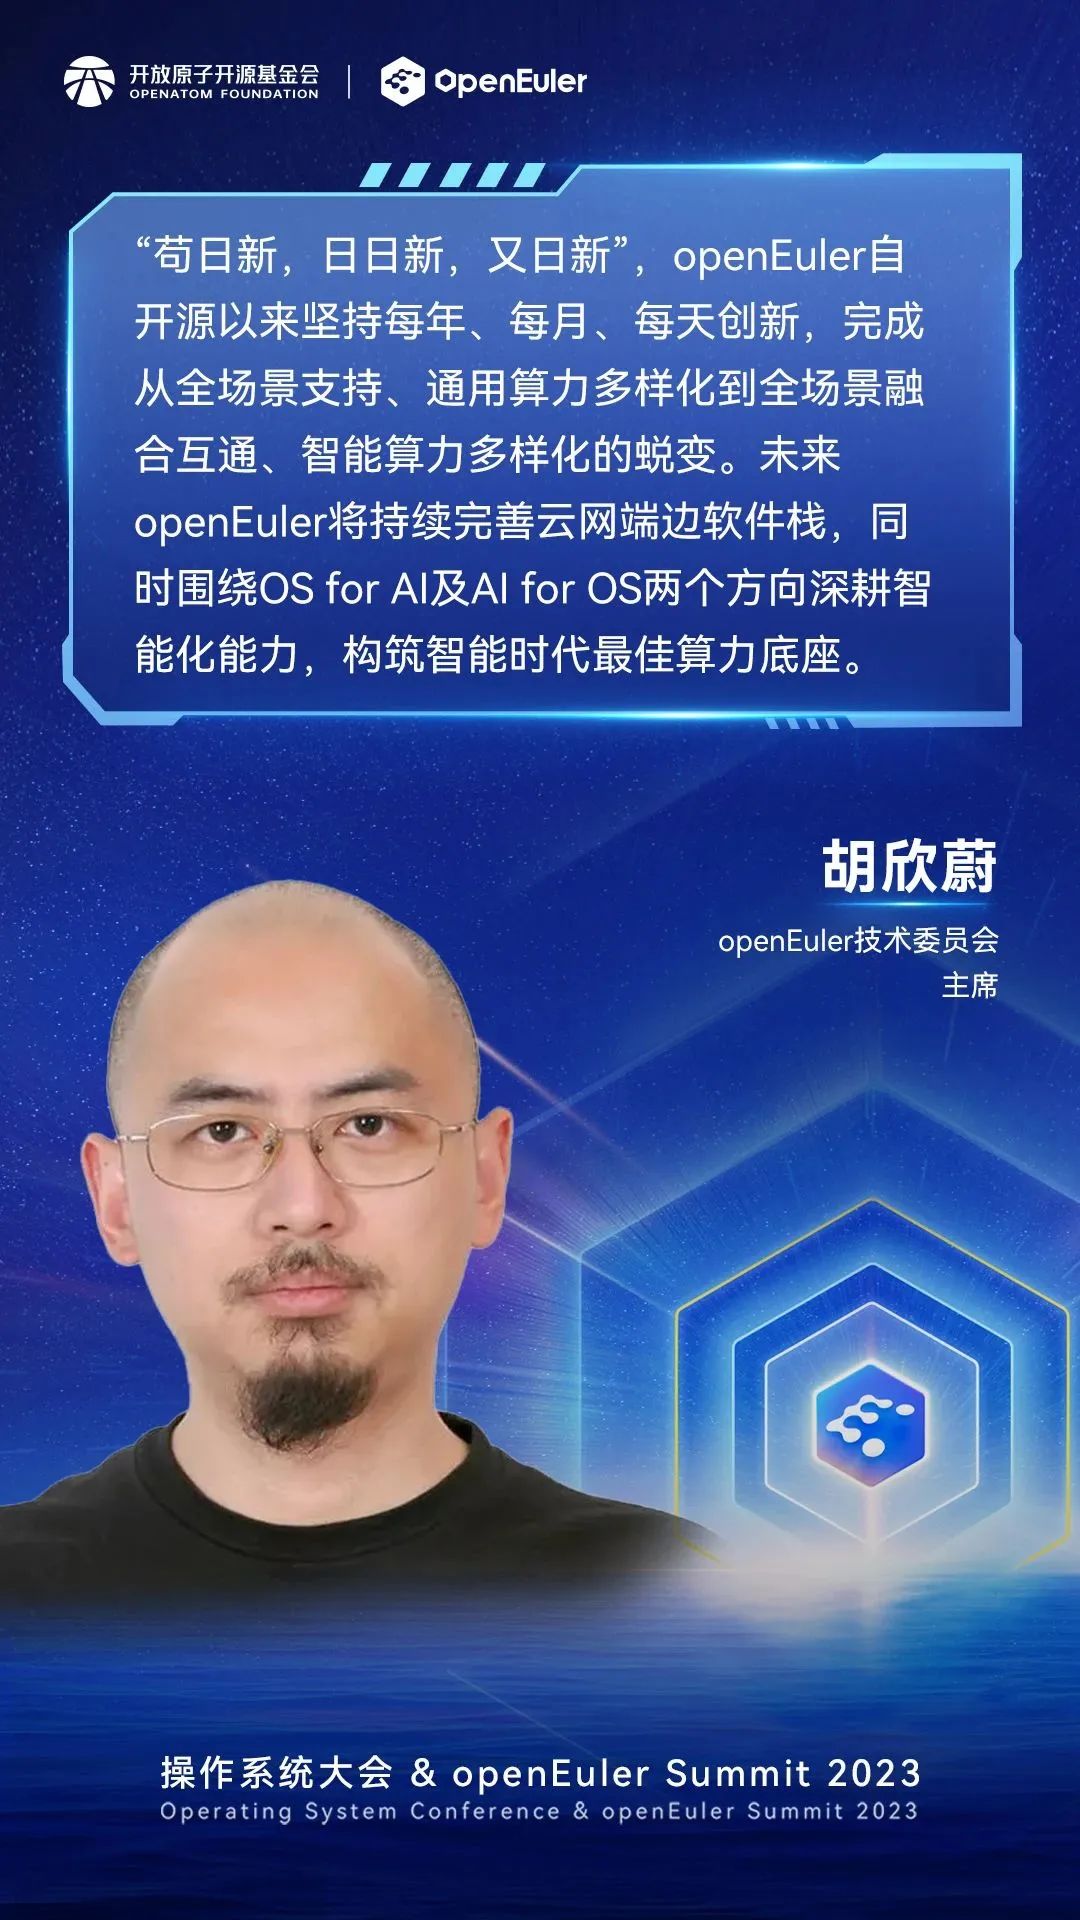 开放原子开源基金会
OPENATOM FOUNDATION
openEuler
“苟日新，日日新，又日新”，openEuler自
开源以来坚持每年、每月、每天创新，完成
从全场景支持、通用算力多样化到全场景融
合互通、智能算力多样化的蜕变。未来
openEuler将持续完善云网端边软件栈，同
时围绕OS for AI及AI for OS两个方向深耕智
能化能力，构筑智能时代最佳算力底座。
胡欣蔚
openEuler技术委员会
主席
操作系统大会 & openEuler Summit 2023
Operating System Conference & openEuler Summit 2023